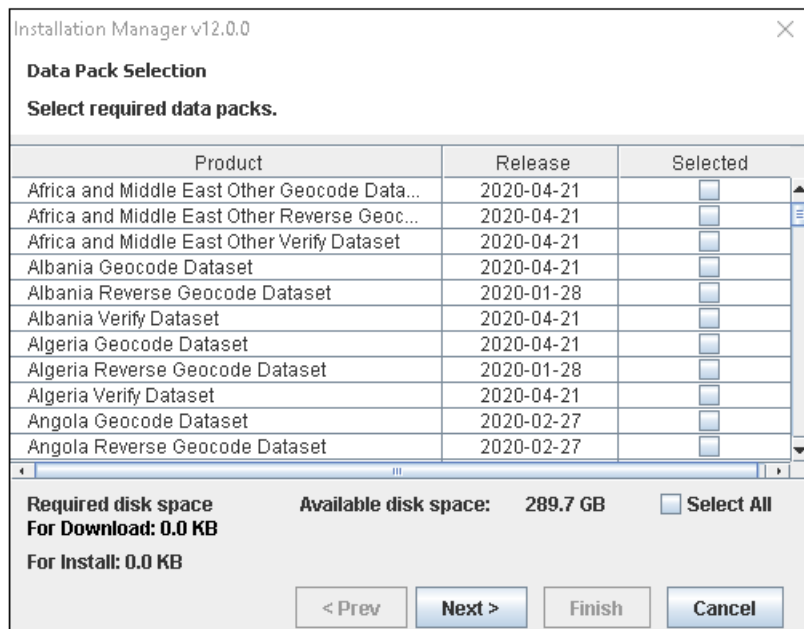 Installation Manager v12.0.0
Data Pack Selection
Select required data packs.
Product Release Selected
Africa and Middle East Other Geocode Data... 2020-04-21
Africa and Middle East Other Reverse Geoc... 2020-04-21
Africa and Middle East Other Verify Dataset 2020-04-21
Albania Geocode Dataset 2020-04-21
Albania Reverse Geocode Dataset 2020-01-28
Albania Verify Dataset 2020-04-21
Algeria Geocode Dataset 2020-04-21
Algeria Reverse Geocode Dataset 2020-01-28
Algeria Verify Dataset 2020-04-21
Angola Geocode Dataset 2020-02-27
Angola Reverse Geocode Dataset 2020-02-27
Required disk space Available disk space: 289.7 GB Select All
For Download: 0.0 KB
For Install: 0.0 KB
< Prev Next > Finish Cancel